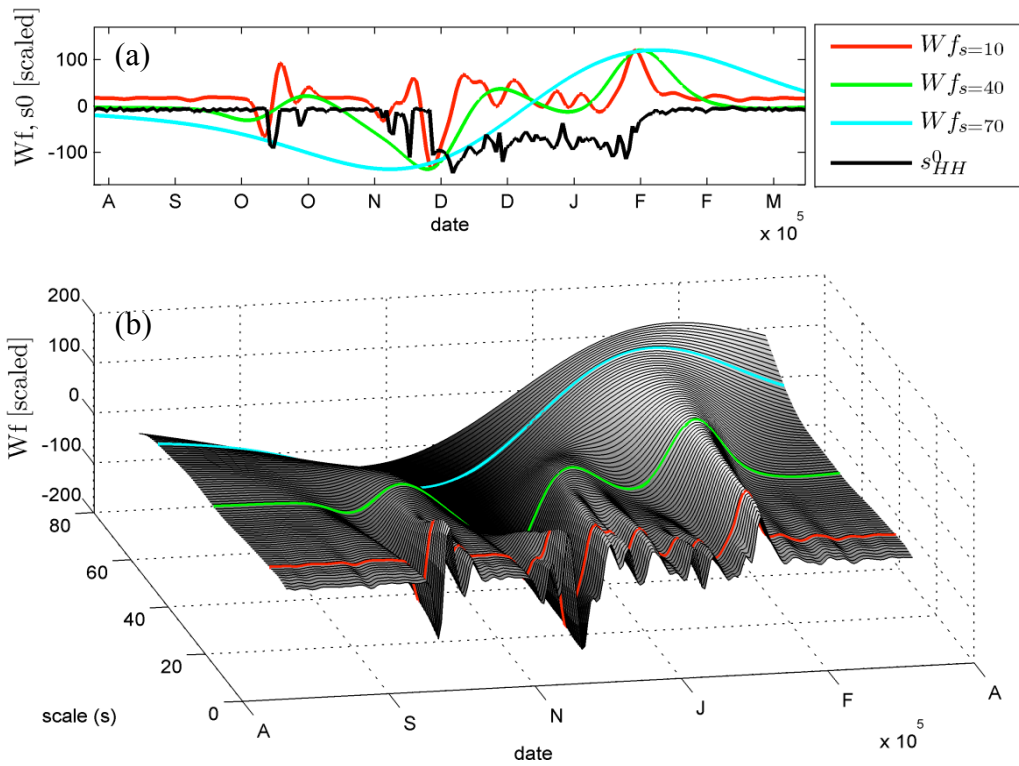 (a)
Wf, s0 [scaled]
100
0
-100
A S O O N D D J F F M
date
x 10^5
Wf_{s=10}
Wf_{s=40}
Wf_{s=70}
s^0_{HH}
(b)
Wf [scaled]
200
100
0
-100
-200
80
60
40
20
0
scale (s)
A S N J F A
date
x 10^5